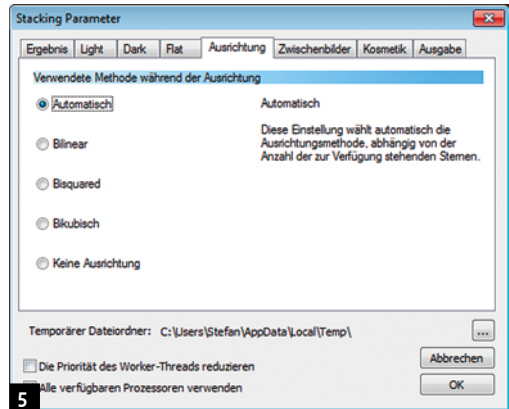 Stacking Parameter
Ergebnis Light Dark Flat Ausrichtung Zwischenbilder Kosmetik Ausgabe
Verwendete Methode während der Ausrichtung
Automatisch
Automatisch
Diese Einstellung wählt automatisch die
Ausrichtungsmethode, abhängig von der
Anzahl der zur Verfügung stehenden Sternen.
Bilinear
Bisquared
Bikubisch
Keine Ausrichtung
Temporärer Dateiordner: C:\Users\Stefan\AppData\Local\Temp\
...
Die Priorität des Worker-Threads reduzieren
Abbrechen
Alle verfügbaren Prozessoren verwenden
OK
5